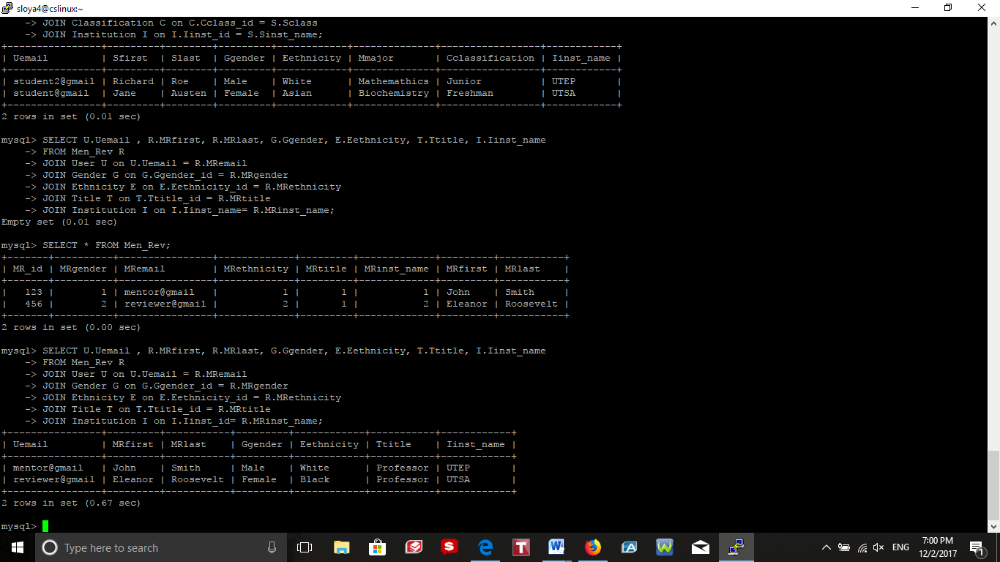 sloya4@cslinux:~
    -> JOIN Classification C on C.Cclass_id = S.Sclass
    -> JOIN Institution I on I.Iinst_id = S.Sinst_name;
+----------------+---------+--------+---------+-----------+--------------+-----------------+------------+
| Uemail         | Sfirst  | Slast  | Ggender | Eethnicity | Mmajor       | Cclassification | Iinst_name |
+----------------+---------+--------+---------+-----------+--------------+-----------------+------------+
| student2@gmail | Richard | Roe    | Male    | White      | Mathemathics | Junior          | UTEP       |
| student@gmail  | Jane    | Austen | Female  | Asian      | Biochemistry | Freshman        | UTSA       |
+----------------+---------+--------+---------+-----------+--------------+-----------------+------------+
2 rows in set (0.01 sec)
mysql> SELECT U.Uemail , R.MRfirst, R.MRlast, G.Ggender, E.Eethnicity, T.Ttitle, I.Iinst_name
    -> FROM Men_Rev R
    -> JOIN User U on U.Uemail = R.MRemail
    -> JOIN Gender G on G.Ggender_id = R.MRgender
    -> JOIN Ethnicity E on E.Eethnicity_id = R.MRethnicity
    -> JOIN Title T on T.Ttitle_id = R.MRtitle
    -> JOIN Institution I on I.Iinst_name= R.MRinst_name;
Empty set (0.01 sec)
mysql> SELECT * FROM Men_Rev;
+-------+----------+----------------+-------------+---------+-------------+---------+-----------+
| MR_id | MRgender | MRemail        | MRethnicity | MRtitle | MRinst_name | MRfirst | MRlast    |
+-------+----------+----------------+-------------+---------+-------------+---------+-----------+
|   123 |        1 | mentor@gmail   |           1 |       1 |           1 | John    | Smith     |
|   456 |        2 | reviewer@gmail |           2 |       1 |           2 | Eleanor | Roosevelt |
+-------+----------+----------------+-------------+---------+-------------+---------+-----------+
2 rows in set (0.00 sec)
mysql> SELECT U.Uemail , R.MRfirst, R.MRlast, G.Ggender, E.Eethnicity, T.Ttitle, I.Iinst_name
    -> FROM Men_Rev R
    -> JOIN User U on U.Uemail = R.MRemail
    -> JOIN Gender G on G.Ggender_id = R.MRgender
    -> JOIN Ethnicity E on E.Eethnicity_id = R.MRethnicity
    -> JOIN Title T on T.Ttitle_id = R.MRtitle
    -> JOIN Institution I on I.Iinst_id= R.MRinst_name;
+----------------+---------+-----------+---------+------------+-----------+------------+
| Uemail         | MRfirst | MRlast    | Ggender | Eethnicity | Ttitle    | Iinst_name |
+----------------+---------+-----------+---------+------------+-----------+------------+
| mentor@gmail   | John    | Smith     | Male    | White      | Professor | UTEP       |
| reviewer@gmail | Eleanor | Roosevelt | Female  | Black      | Professor | UTSA       |
+----------------+---------+-----------+---------+------------+-----------+------------+
2 rows in set (0.67 sec)
mysql>
Type here to search
ENG
7:00 PM
12/2/2017
1